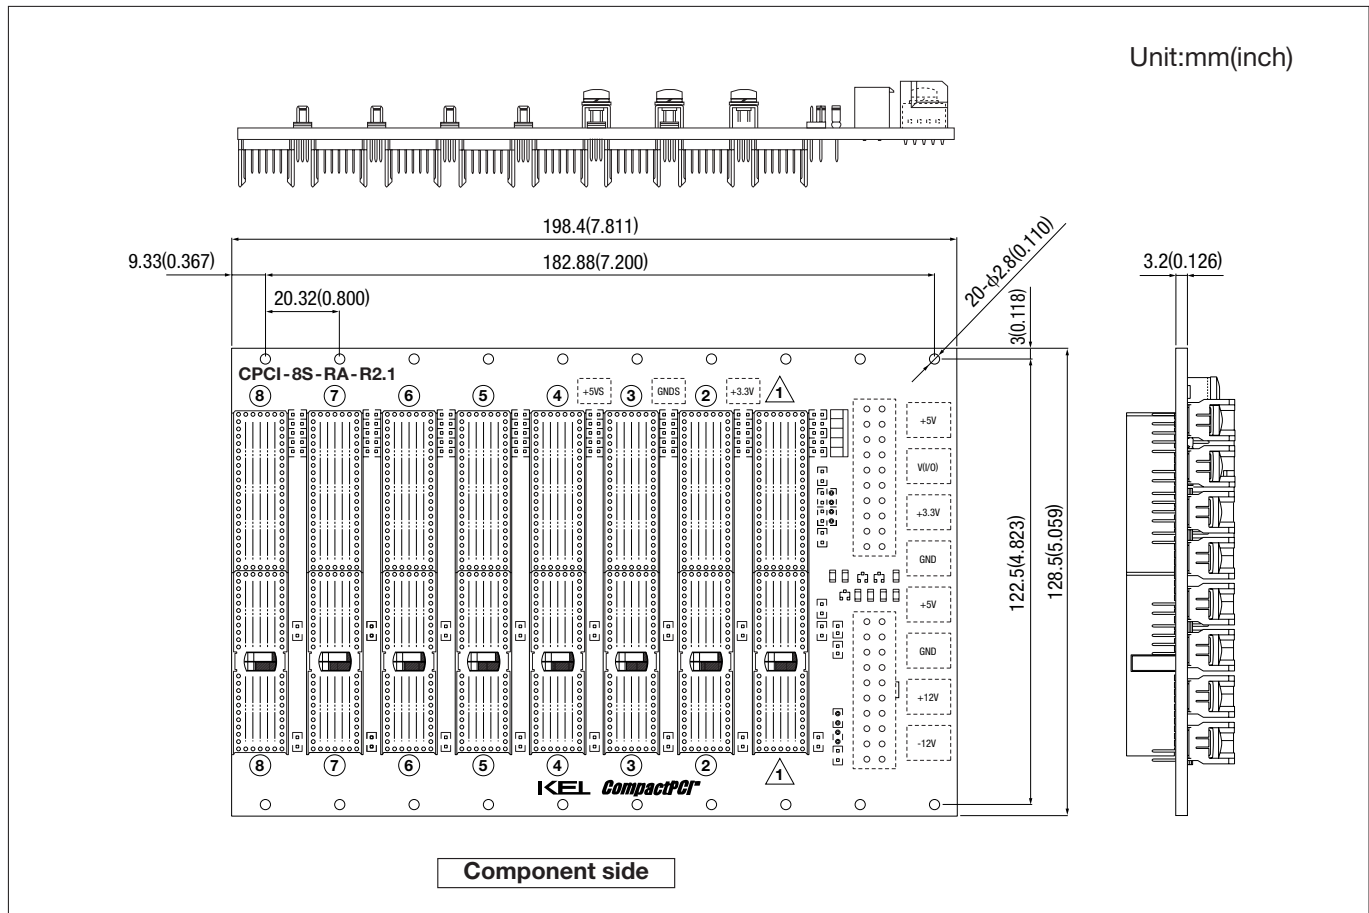 Unit:mm(inch)
198.4(7.811)
9.33(0.367)
182.88(7.200)
20.32(0.800)
20-ϕ2.8(0.110)
3(0.118)
3.2(0.126)
CPCI-8S-RA-R2.1
8 7 6 5 4 +5VS 3 GNDS 2 +3.3V 1
+5V
V(I/O)
+3.3V
GND
+5V
GND
+12V
-12V
122.5(4.823)
128.5(5.059)
8 7 6 5 4 3 2 1
KEL CompactPCI™
Component side